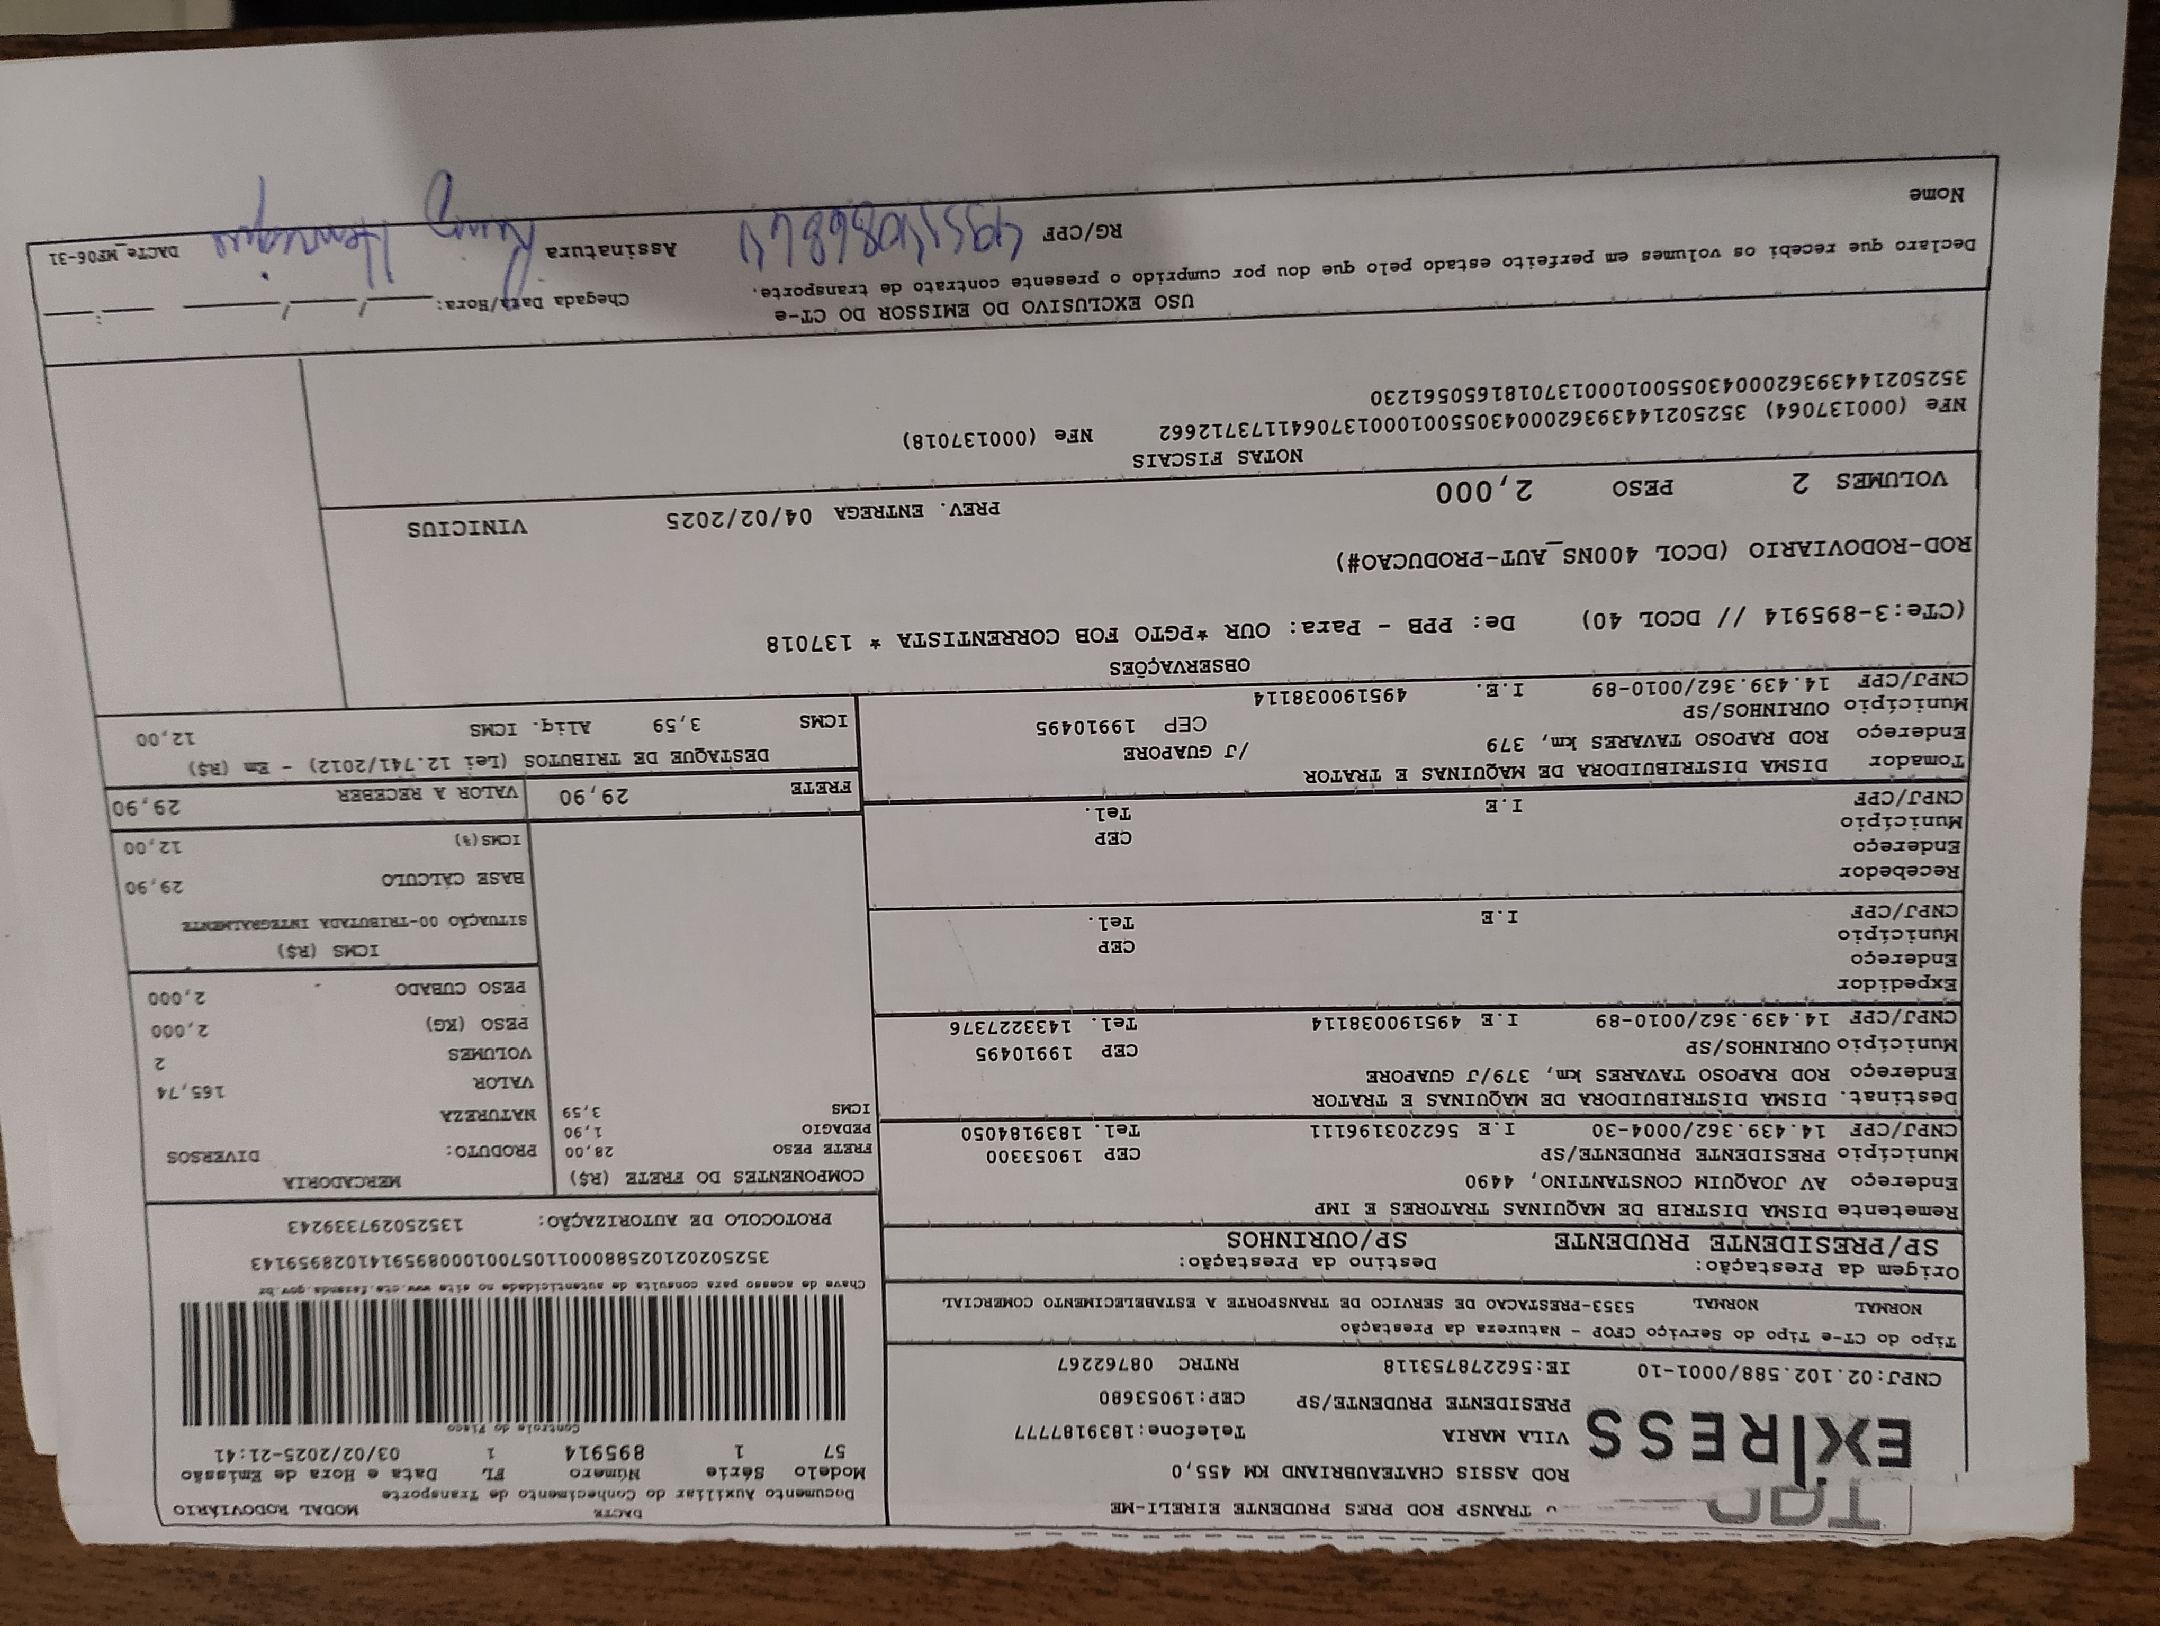 TRANSP ROD PRES PRUDENTE EIRELI-ME
EXPRESS
ROD ASSIS CHATEAUBRIAND KM 455,0
VILA MARIA Telefone:1839187777
PRESIDENTE PRUDENTE/SP CEP:19053680
CNPJ:02.102.588/0001-10 IE:562278753118 RNTRC 08762267
DACTE MODAL RODOVIÁRIO
Documento Auxiliar do Conhecimento de Transporte
Modelo Série Número FL Data e Hora de Emissão
57 1 895914 1 03/02/2025-21:41
Controle do Fisco
Chave de acesso para consulta de autenticidade no site www.cte.fazenda.gov.br
35250202102588000110570010008959141028959143
PROTOCOLO DE AUTORIZAÇÃO: 135250297339243
Tipo do CT-e Tipo do Serviço CFOP - Natureza da Prestação
NORMAL NORMAL 5353-PRESTACAO DE SERVICO DE TRANSPORTE A ESTABELECIMENTO COMERCIAL
Origem da Prestação: Destino da Prestação:
SP/PRESIDENTE PRUDENTE SP/OURINHOS
Remetente DISMA DISTRIB DE MAQUINAS TRATORES E IMP
Endereço AV JOAQUIM CONSTANTINO, 4490
Município PRESIDENTE PRUDENTE/SP CEP 19053300
CNPJ/CPF 14.439.362/0004-30 I.E 562203196111 Tel. 1839184050
Destinat. DISMA DISTRIBUIDORA DE MAQUINAS E TRATOR
Endereço ROD RAPOSO TAVARES km, 379/J GUAPORE
Município OURINHOS/SP CEP 19910495
CNPJ/CPF 14.439.362/0010-89 I.E 495190038114 Tel. 1433227376
Expedidor
Endereço
Município CEP
CNPJ/CPF I.E Tel.
Recebedor
Endereço
Município CEP
CNPJ/CPF I.E Tel.
Tomador DISMA DISTRIBUIDORA DE MAQUINAS E TRATOR
Endereço ROD RAPOSO TAVARES km, 379 /J GUAPORE
Município OURINHOS/SP CEP 19910495
CNPJ/CPF 14.439.362/0010-89 I.E. 495190038114
COMPONENTES DO FRETE (R$)
FRETE PESO 28,00
PEDAGIO 1,90
ICMS 3,59
MERCADORIA
PRODUTO: DIVERSOS
NATUREZA
VALOR 165,74
VOLUMES 2
PESO (KG) 2,000
PESO CUBADO 2,000
ICMS (R$)
SITUAÇÃO 00-TRIBUTADA INTEGRALMENTE
BASE CÁLCULO 29,90
ICMS(%) 12,00
FRETE 29,90 VALOR A RECEBER 29,90
DESTAQUE DE TRIBUTOS (Lei 12.741/2012) - Em (R$)
ICMS 3,59 Aliq. ICMS 12,00
OBSERVAÇÕES
(CTe:3-895914 // DCOL 40) De: PPB - Para: OUR *PGTO FOB CORRENTISTA * 137018
ROD-RODOVIARIO (DCOL 400NS_AUT-PRODUCAO#)
VOLUMES 2 PESO 2,000 PREV. ENTREGA 04/02/2025 VINICIUS
NOTAS FISCAIS
NFe (000137064) 35250214439362000430550010001370641173712662 NFe (000137018)
35250214439362000430550010001370181650561230
USO EXCLUSIVO DO EMISSOR DO CT-e Chegada Data/Hora: ___/___/___ __:__
Declaro que recebi os volumes em perfeito estado pelo que dou por cumprido o presente contrato de transporte.
Nome RG/CPF Assinatura Henrique DACTe_MF06-31